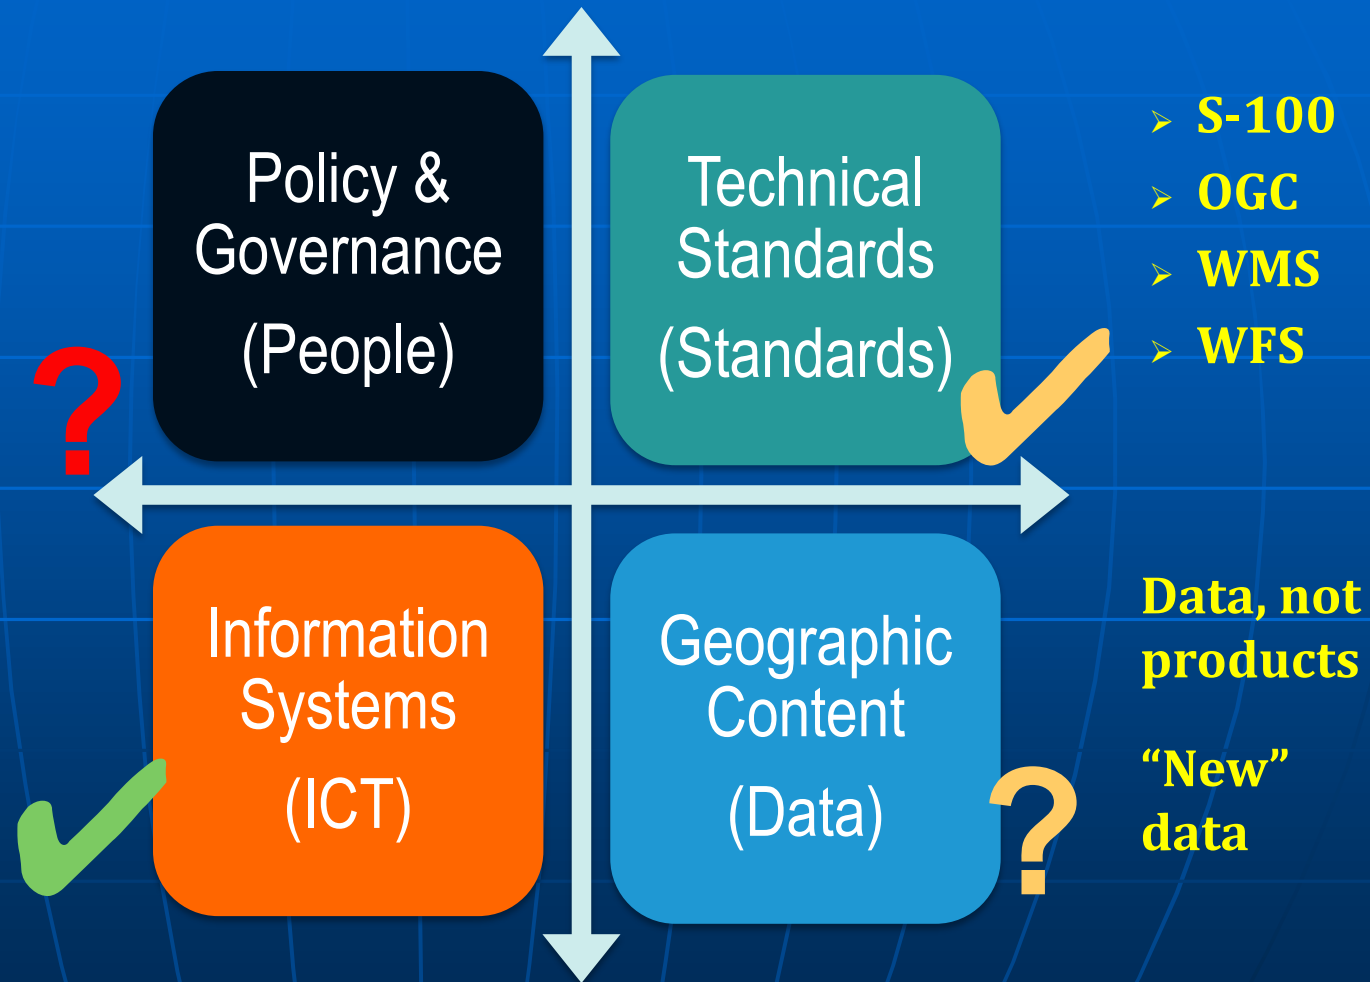 Policy &
Governance
(People)
Technical
Standards
(Standards)
➢ S-100
➢ OGC
➢ WMS
➢ WFS
?
✔
Information
Systems
(ICT)
✔
Geographic
Content
(Data)
?
Data, not
products
“New”
data